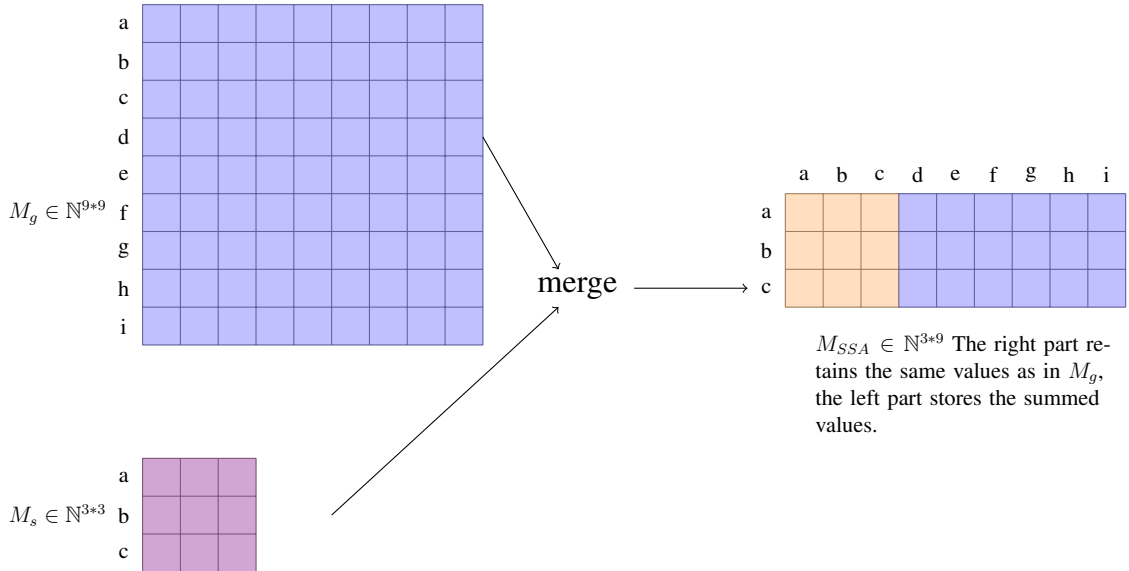 a
b
c
d
e
$M_g \in \mathbb{N}^{9*9}$ f
g
h
i
merge
a b c d e f g h i
a
b
c
$M_{SSA} \in \mathbb{N}^{3*9}$ The right part re-
tains the same values as in $M_g$,
the left part stores the summed
values.
a
$M_s \in \mathbb{N}^{3*3}$ b
c